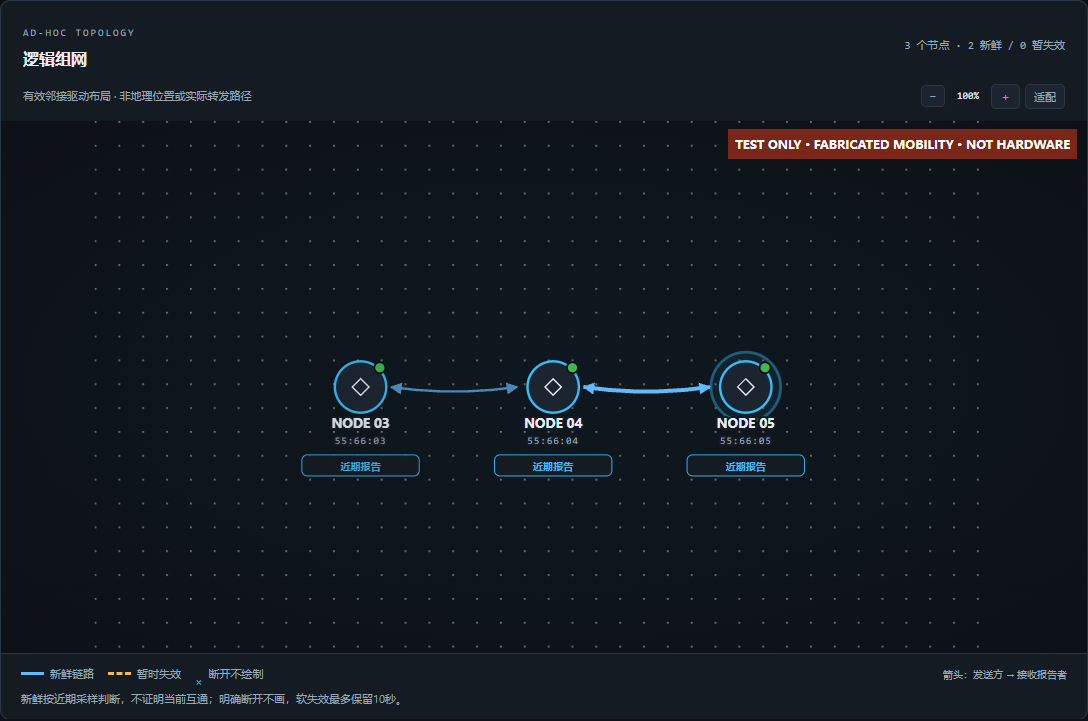 AD-HOC TOPOLOGY
逻辑组网
3 个节点 · 2 新鲜 / 0 暂失效
有效邻接驱动布局 · 非地理位置或实际转发路径
− 100% + 适配
TEST ONLY • FABRICATED MOBILITY • NOT HARDWARE
NODE 03 NODE 04 NODE 05
55:66:03 55:66:04 55:66:05
近期报告 近期报告 近期报告
新鲜链路 暂时失效 × 断开不绘制
箭头：发送方 → 接收报告者
新鲜按近期采样判断，不证明当前互通；明确断开不画，软失效最多保留10秒。